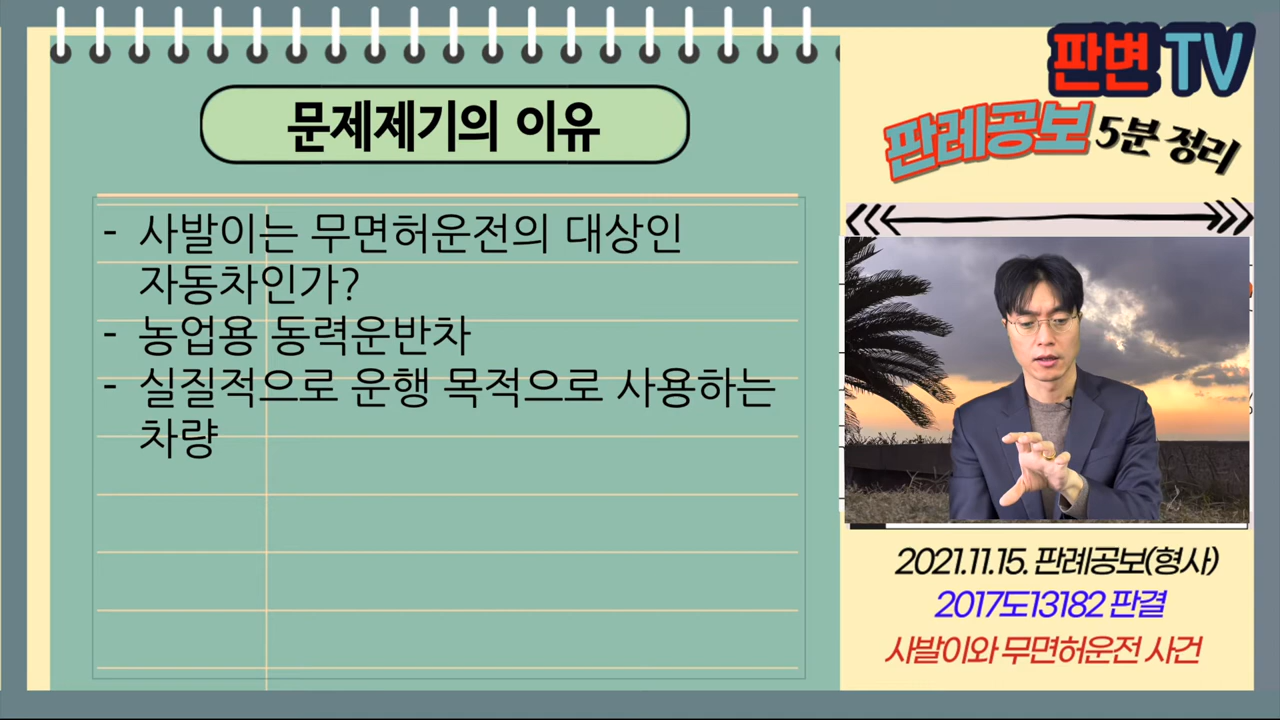 문제제기의 이유
- 사발이는 무면허운전의 대상인
자동차인가?
- 농업용 동력운반차
- 실질적으로 운행 목적으로 사용하는
차량
판변 TV
판례공보 5분 정리
2021.11.15. 판례공보(형사)
2017도13182 판결
사발이와 무면허운전 사건